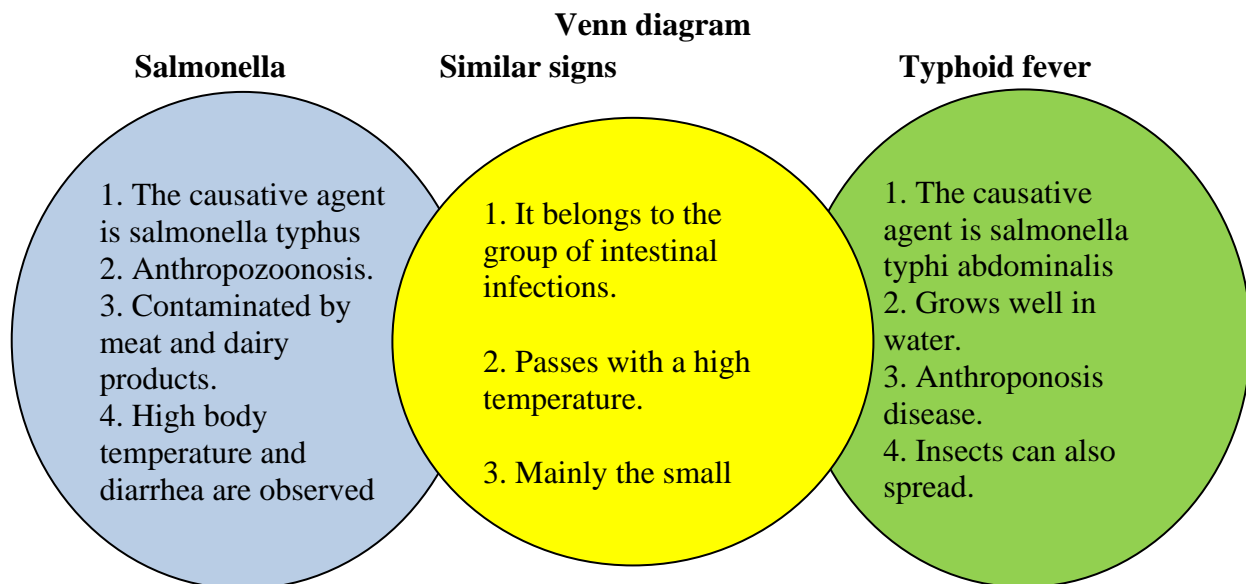 Venn diagram
Salmonella Similar signs Typhoid fever
1. The causative agent
is salmonella typhus
2. Anthropozoonosis.
3. Contaminated by
meat and dairy
products.
4. High body
temperature and
diarrhea are observed
1. It belongs to the
group of intestinal
infections.
2. Passes with a high
temperature.
3. Mainly the small
1. The
causative
agent is salmonella
typhi abdominalis
2. Grows well in
water.
3. Anthroponosis
disease.
4. Insects can also
spread.